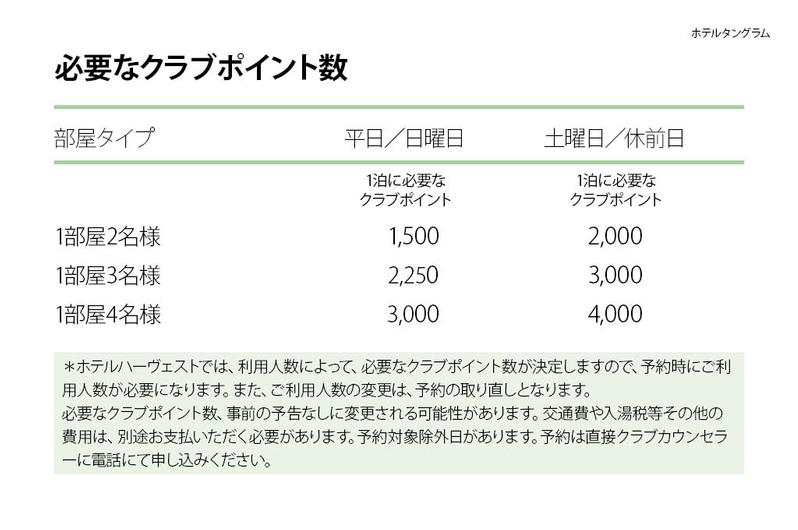 ホテルタングラム
必要なクラブポイント数
部屋タイプ 平日／日曜日 土曜日／休前日
1泊に必要な 1泊に必要な
クラブポイント クラブポイント
1部屋2名様 1,500 2,000
1部屋3名様 2,250 3,000
1部屋4名様 3,000 4,000
＊ホテルハーヴェストでは、利用人数によって、必要なクラブポイント数が決定しますので、予約時にご利
用人数が必要になります。また、ご利用人数の変更は、予約の取り直しとなります。
必要なクラブポイント数、事前の予告なしに変更される可能性があります。交通費や入湯税等その他の
費用は、別途お支払いただく必要があります。予約対象除外日があります。予約は直接クラブカウンセラ
ーに電話にて申し込みください。